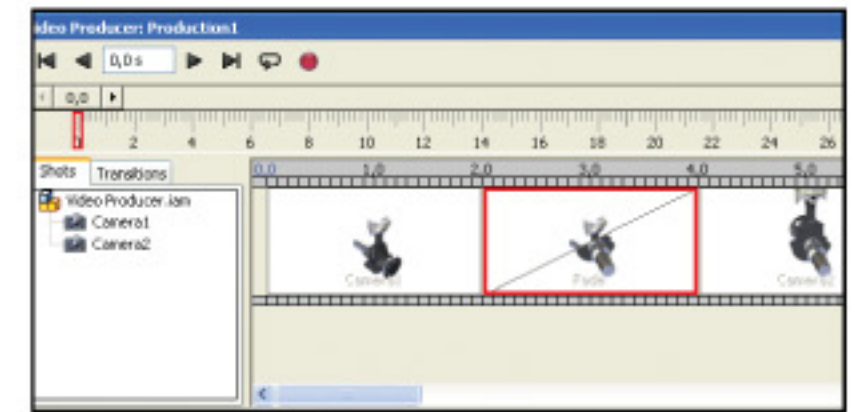 ideo Producer: Production1
0,0 s
0,0
2 4 6 8 10 12 14 16 18 20 22 24 26
Shots Transitions
0.0 1,0 2,0 3,0 4,0 5,0
Video Producer.iam
Camera1
Camera2
Fade
Camera2